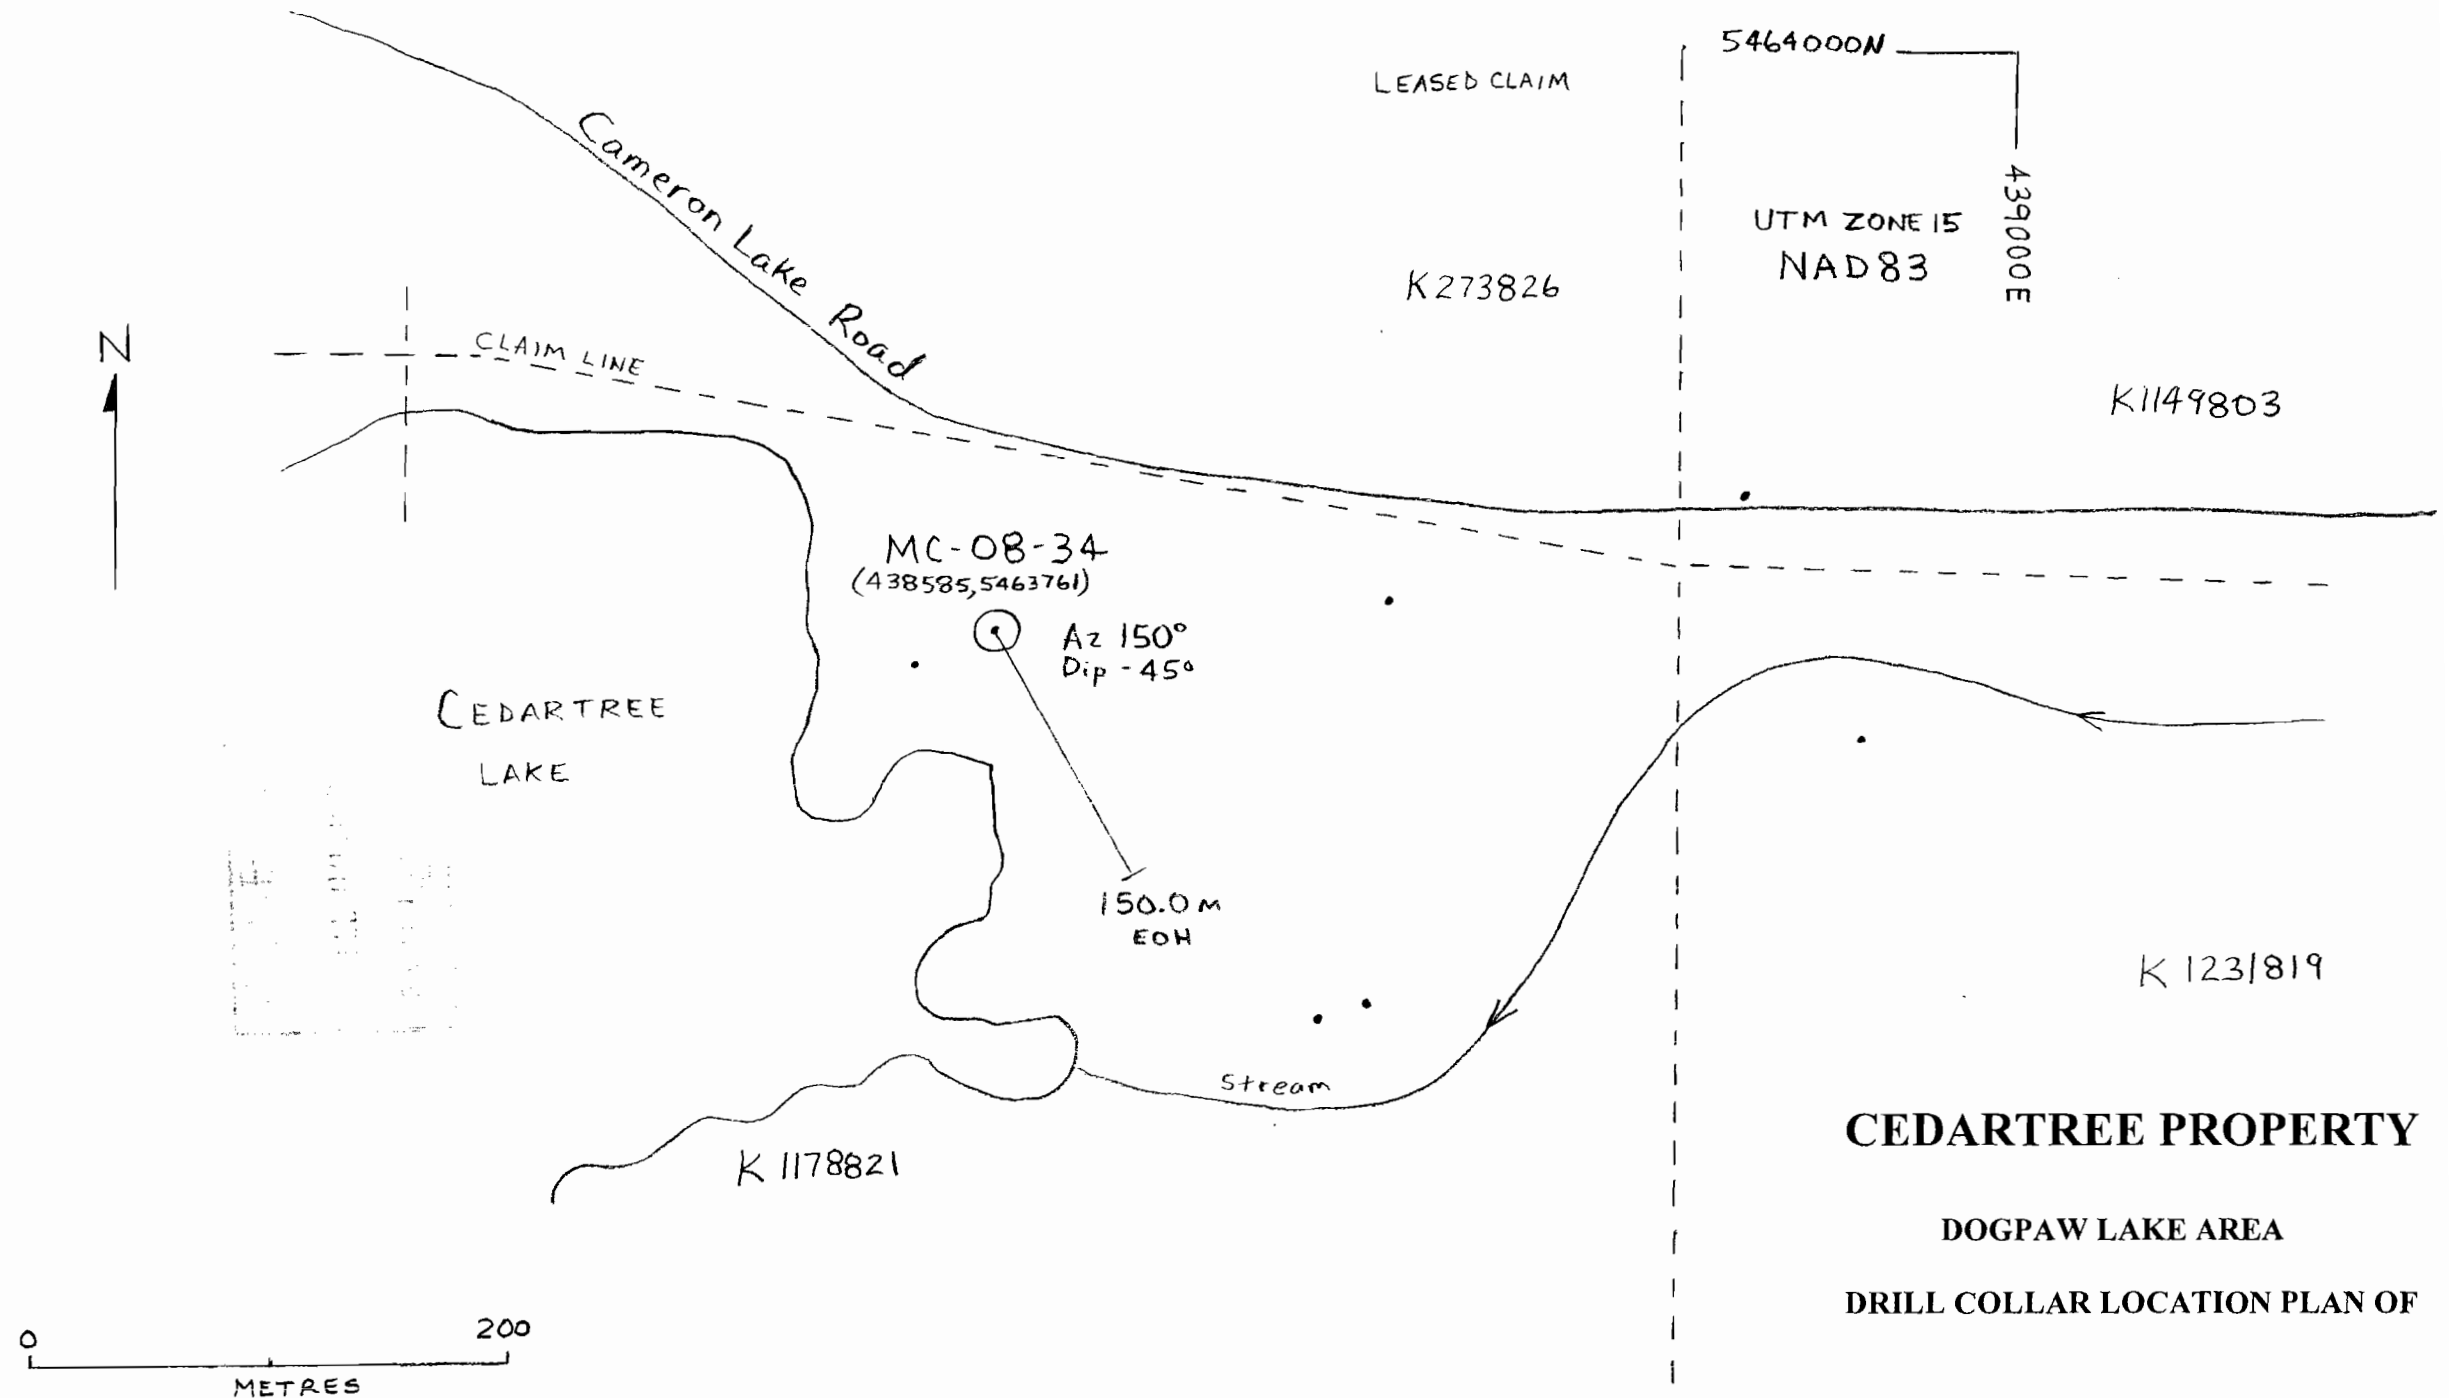 5464000N
LEASED CLAIM
Cameron Lake Road
439000E
UTM ZONE 15
NAD83
K273826
N
CLAIM LINE
K1149803
MC-08-34
(438585,5463761)
Az 150°
Dip -45°
CEDARTREE
LAKE
150.0m
EOH
K 1231819
Stream
CEDARTREE PROPERTY
K 1178821
DOGPAW LAKE AREA
DRILL COLLAR LOCATION PLAN OF
0 200
METRES